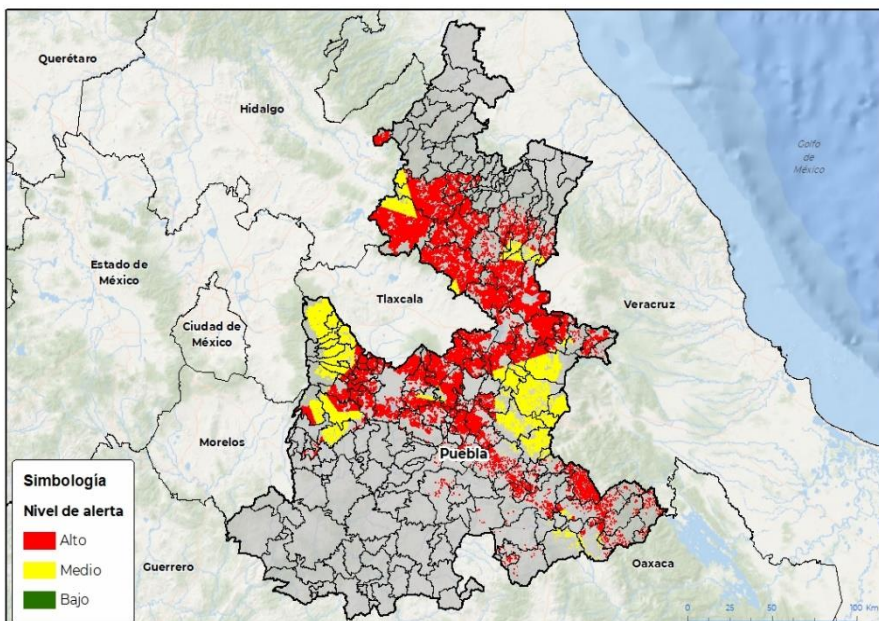 Querétaro
Hidalgo
Golfo
de
México
Estado de
México
Tlaxcala
Veracruz
Ciudad de
México
Morelos
Puebla
Simbología
Nivel de alerta
Alto
Medio
Bajo
Guerrero
Oaxaca
0 25 50 100 Km